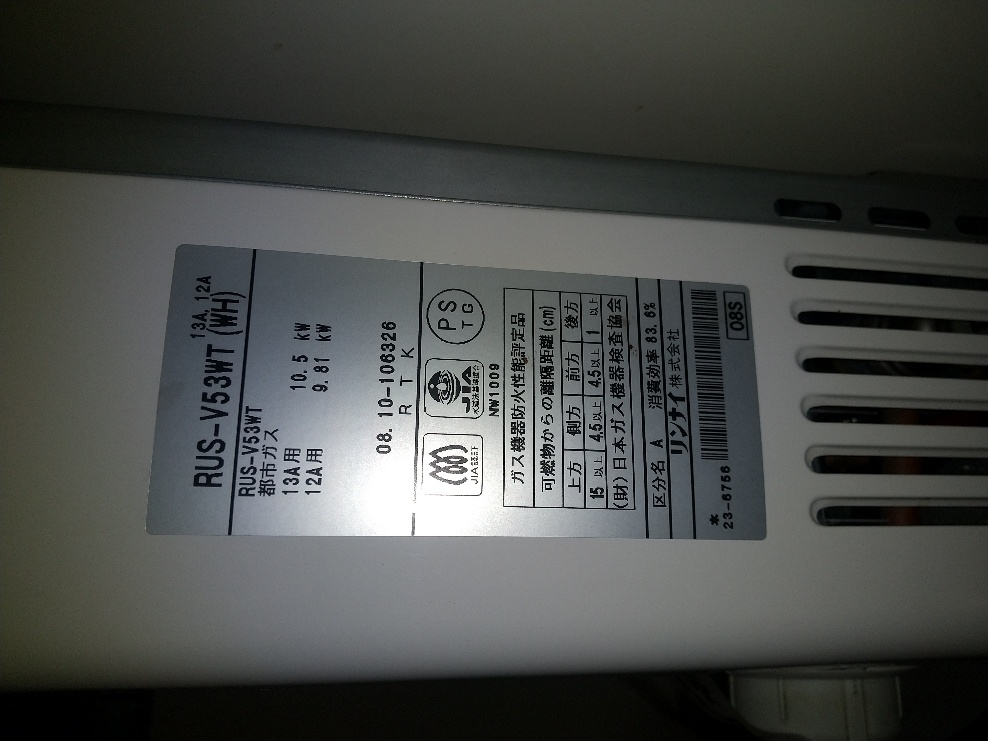 RUS-V53WT(WH) 13A, 12A
RUS-V53WT
都市ガス
13A用 10.5 kW
12A用 9.81 kW
08.10-106326
R T K
PS
TG
JIA
JIA認証
NW1009
ガス機器防火性能評定品
可燃物からの離隔距離(cm)
上方 側方 前方 後方
15以上 4.5以上 4.5以上 1以上
(財)日本ガス機器検査協会
区分名 A 消費効率 83.6%
リンナイ株式会社
*
23-6756
08S